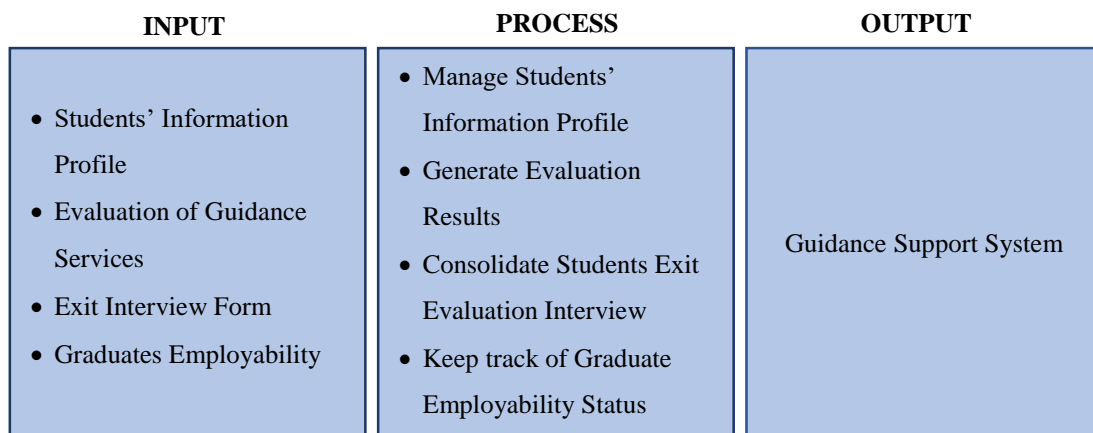 INPUT
• Students’ Information
Profile
• Evaluation of Guidance
Services
• Exit Interview Form
• Graduates Employability
PROCESS
• Manage Students’
Information Profile
• Generate Evaluation
Results
• Consolidate Students Exit
Evaluation Interview
• Keep track of Graduate
Employability Status
OUTPUT
Guidance Support System